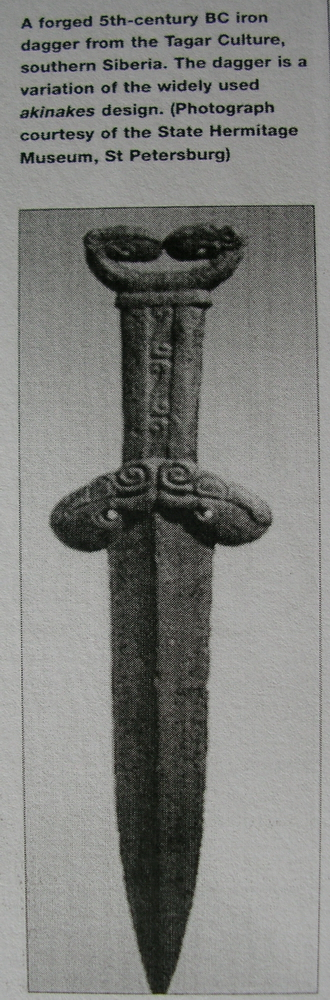 A forged 5th-century BC iron
dagger from the Tagar Culture,
southern Siberia. The dagger is a
variation of the widely used
akinakes design. (Photograph
courtesy of the State Hermitage
Museum, St Petersburg)